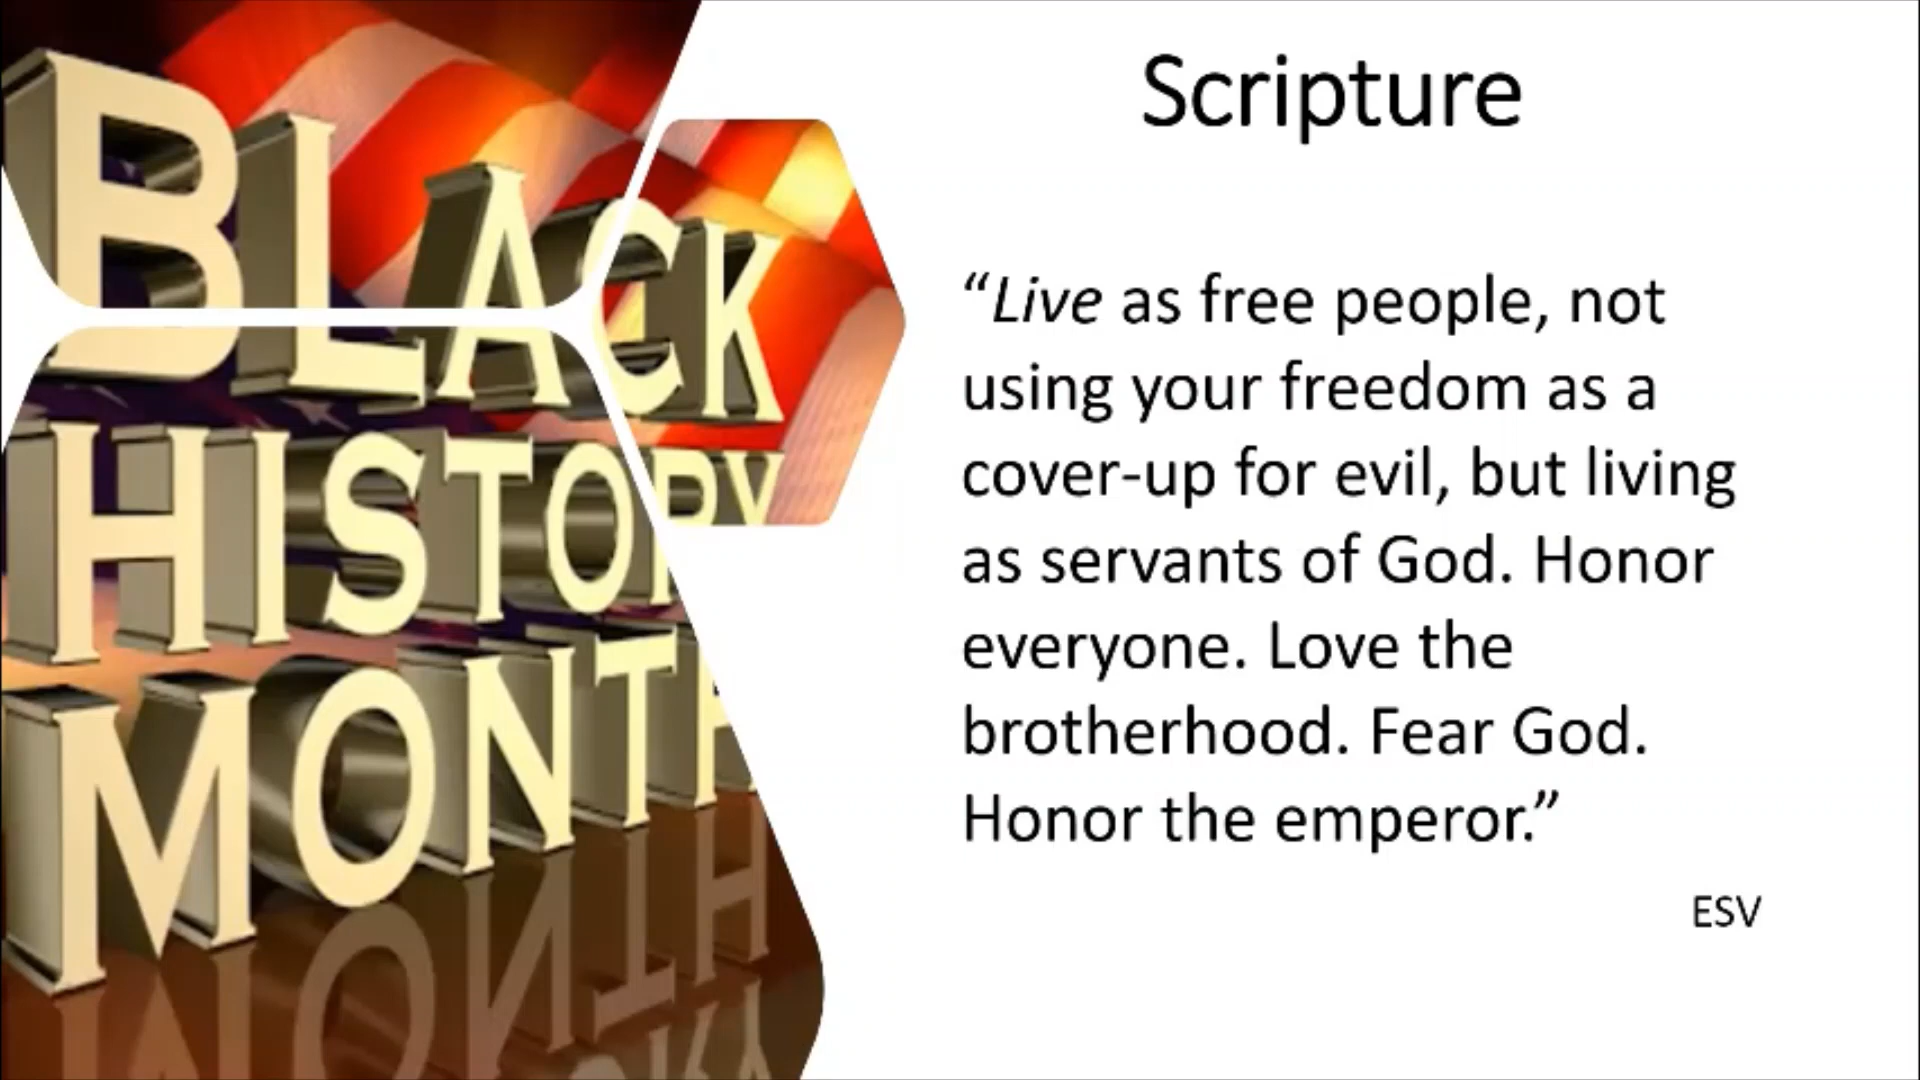 BLACK
HISTORY
MONTH
Scripture
“Live as free people, not
using your freedom as a
cover-up for evil, but living
as servants of God. Honor
everyone. Love the
brotherhood. Fear God.
Honor the emperor.”
ESV